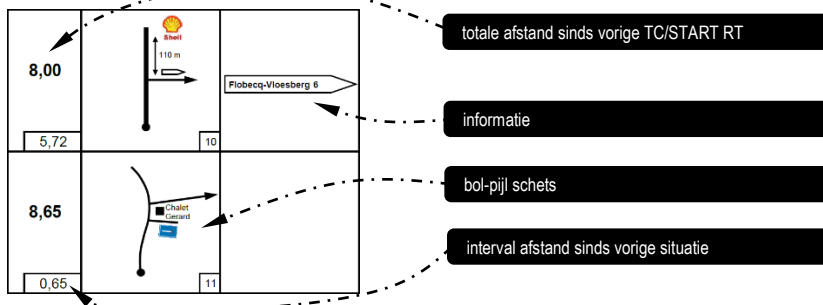 totale afstand sinds vorige TC/START RT
8,00
Shell
110 m
Flobecq-Vloesberg 6
5,72
10
informatie
bol-pijl schets
8,65
Chalet
Gerard
0,65
11
interval afstand sinds vorige situatie